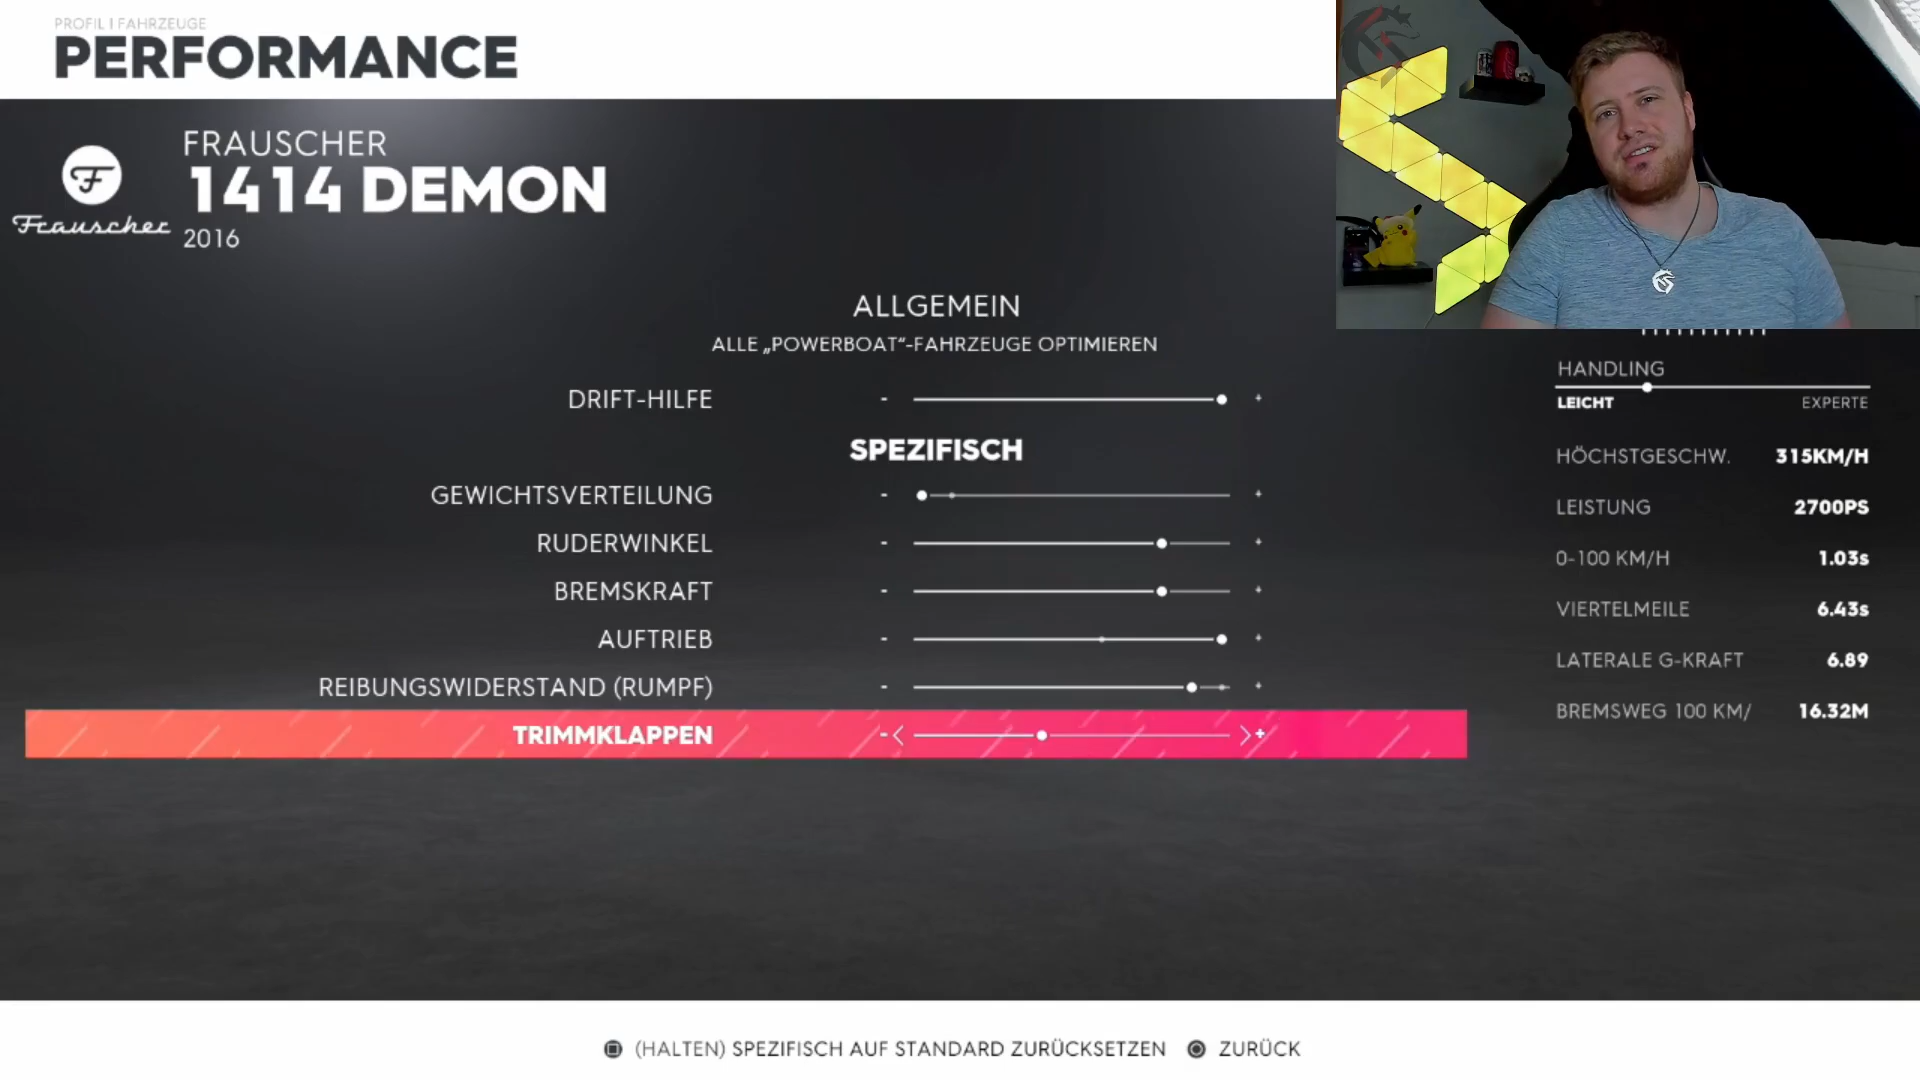 PROFIL I FAHRZEUGE
PERFORMANCE
FRAUSCHER
1414 DEMON
2016
Frauscher
ALLGEMEIN
ALLE „POWERBOAT“-FAHRZEUGE OPTIMIEREN
DRIFT-HILFE - +
SPEZIFISCH
GEWICHTSVERTEILUNG - +
RUDERWINKEL - +
BREMSKRAFT - +
AUFTRIEB - +
REIBUNGSWIDERSTAND (RUMPF) - +
TRIMMKLAPPEN - < > +
HANDLING
LEICHT EXPERTE
HÖCHSTGESCHW. 315KM/H
LEISTUNG 2700PS
0-100 KM/H 1.03s
VIERTELMEILE 6.43s
LATERALE G-KRAFT 6.89
BREMSWEG 100 KM/ 16.32M
(HALTEN) SPEZIFISCH AUF STANDARD ZURÜCKSETZEN ZURÜCK